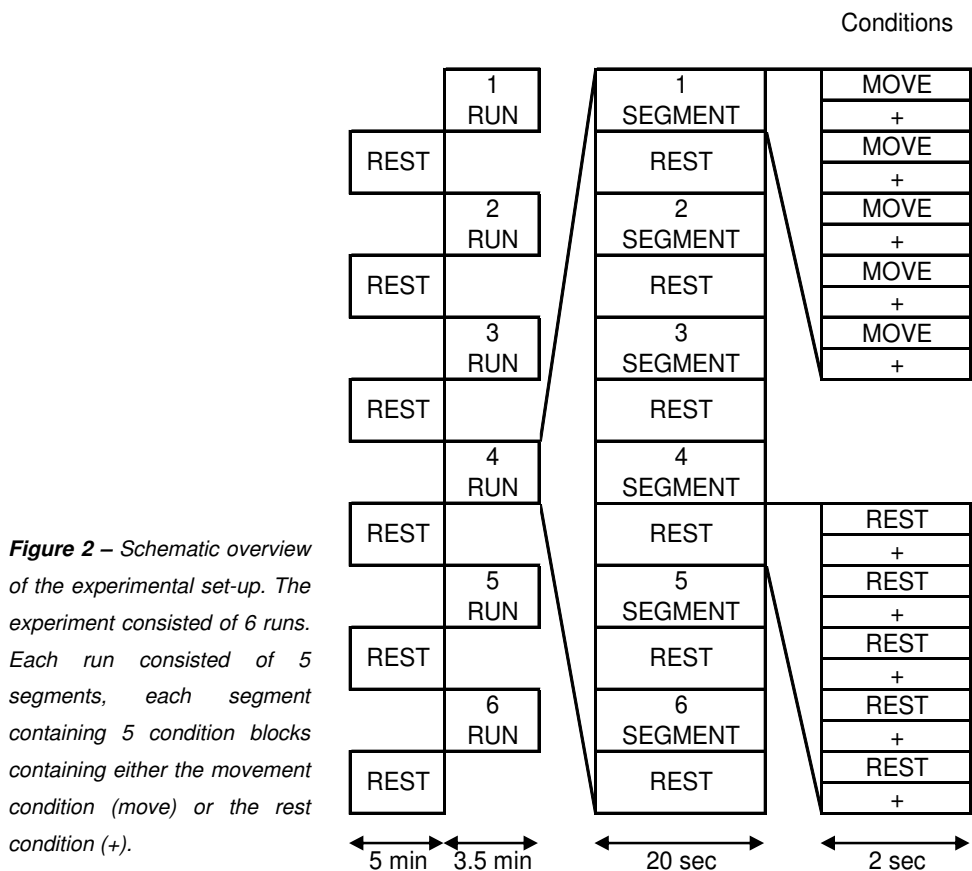 Conditions
1
RUN
REST
2
RUN
REST
3
RUN
REST
4
RUN
REST
5
RUN
REST
6
RUN
REST
1
SEGMENT
REST
2
SEGMENT
REST
3
SEGMENT
REST
4
SEGMENT
REST
5
SEGMENT
REST
6
SEGMENT
REST
MOVE
+
MOVE
+
MOVE
+
MOVE
+
MOVE
+
REST
+
REST
+
REST
+
REST
+
REST
+
5 min
3.5 min
20 sec
2 sec
Figure 2 – Schematic overview
of the experimental set-up. The
experiment consisted of 6 runs.
Each run consisted of 5
segments, each segment
containing 5 condition blocks
containing either the movement
condition (move) or the rest
condition (+).